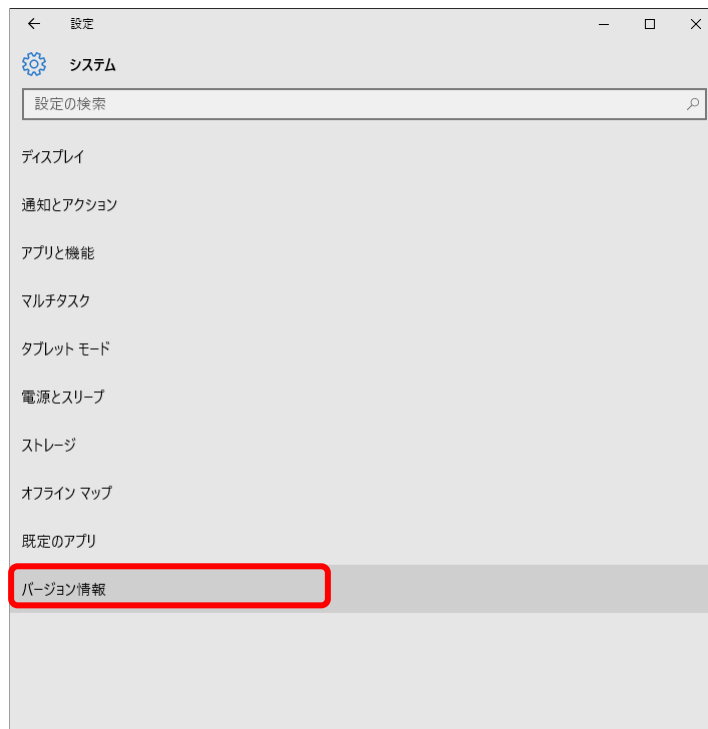 設定
システム
設定の検索
ディスプレイ
通知とアクション
アプリと機能
マルチタスク
タブレット モード
電源とスリープ
ストレージ
オフライン マップ
既定のアプリ
バージョン情報